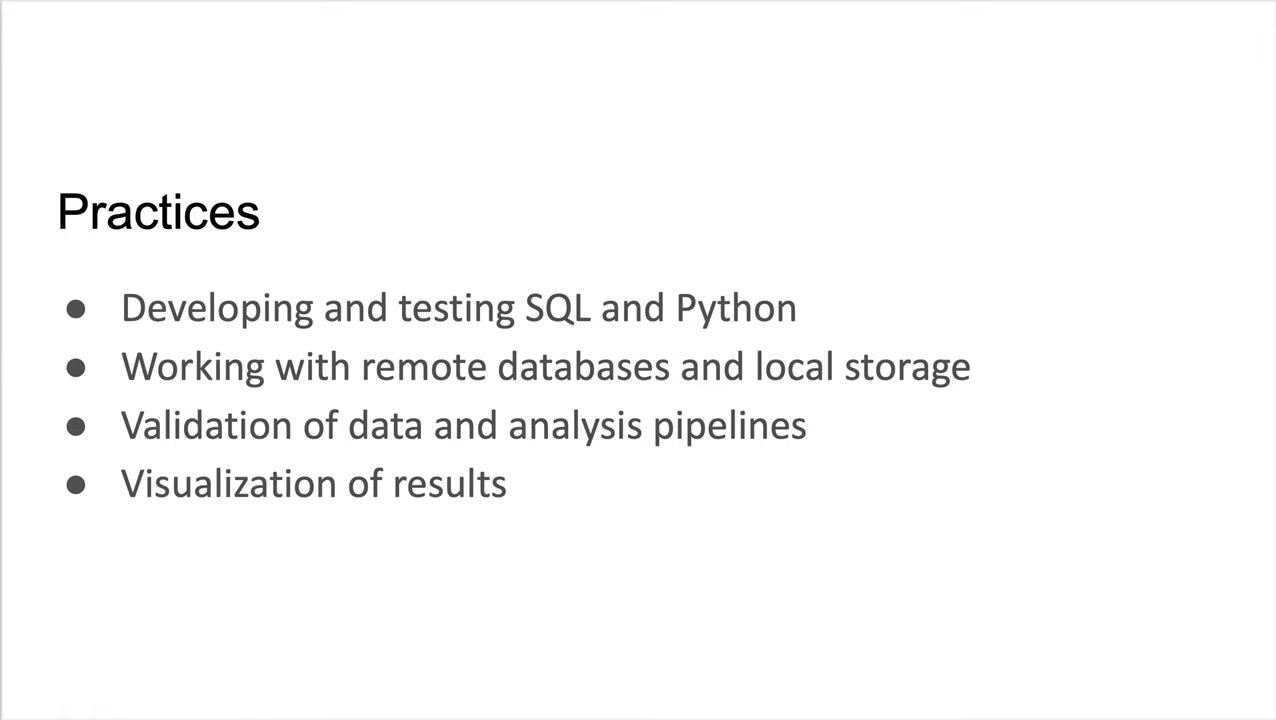 Practices
● Developing and testing SQL and Python
● Working with remote databases and local storage
● Validation of data and analysis pipelines
● Visualization of results